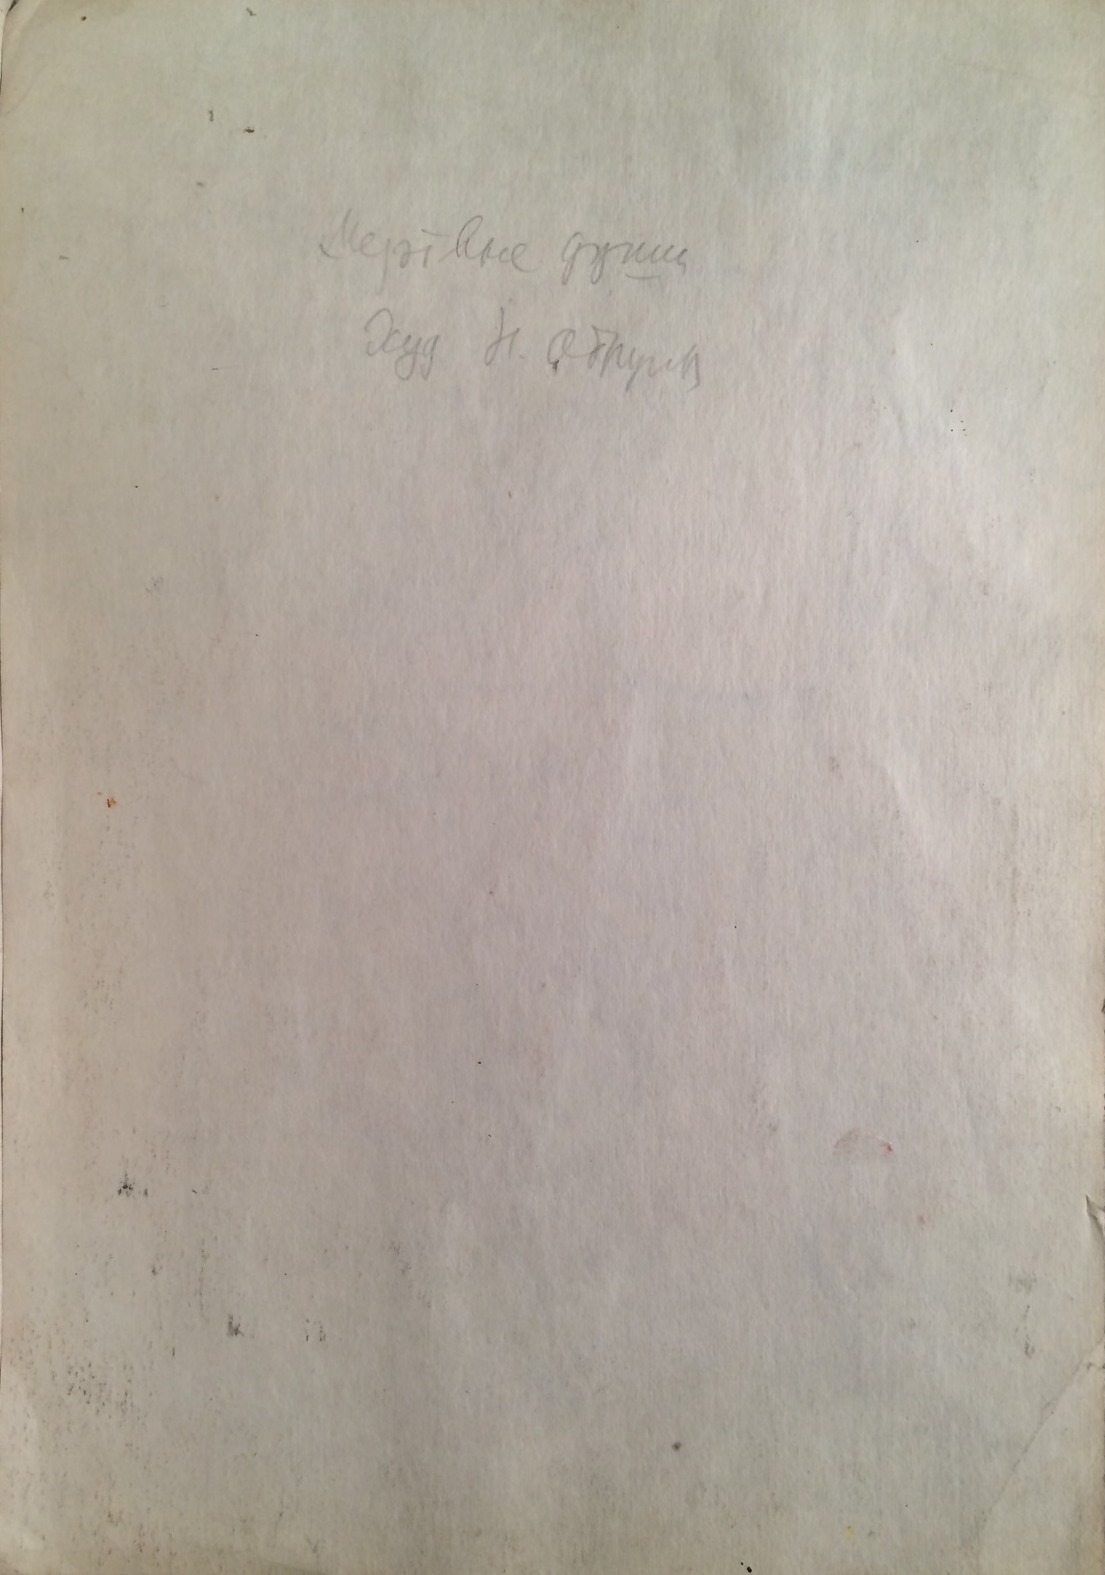 Мертвые души
Худ Н.